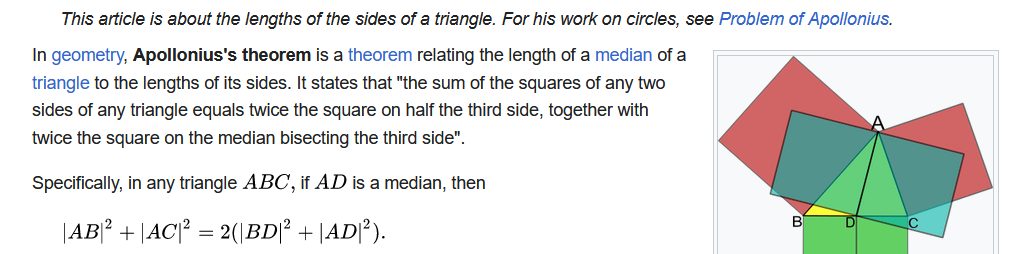 This article is about the lengths of the sides of a triangle. For his work on circles, see Problem of Apollonius.
In geometry, Apollonius's theorem is a theorem relating the length of a median of a
triangle to the lengths of its sides. It states that "the sum of the squares of any two
sides of any triangle equals twice the square on half the third side, together with
twice the square on the median bisecting the third side".
Specifically, in any triangle ABC, if AD is a median, then
|AB|² + |AC|² = 2(|BD|² + |AD|²).
A
B D C